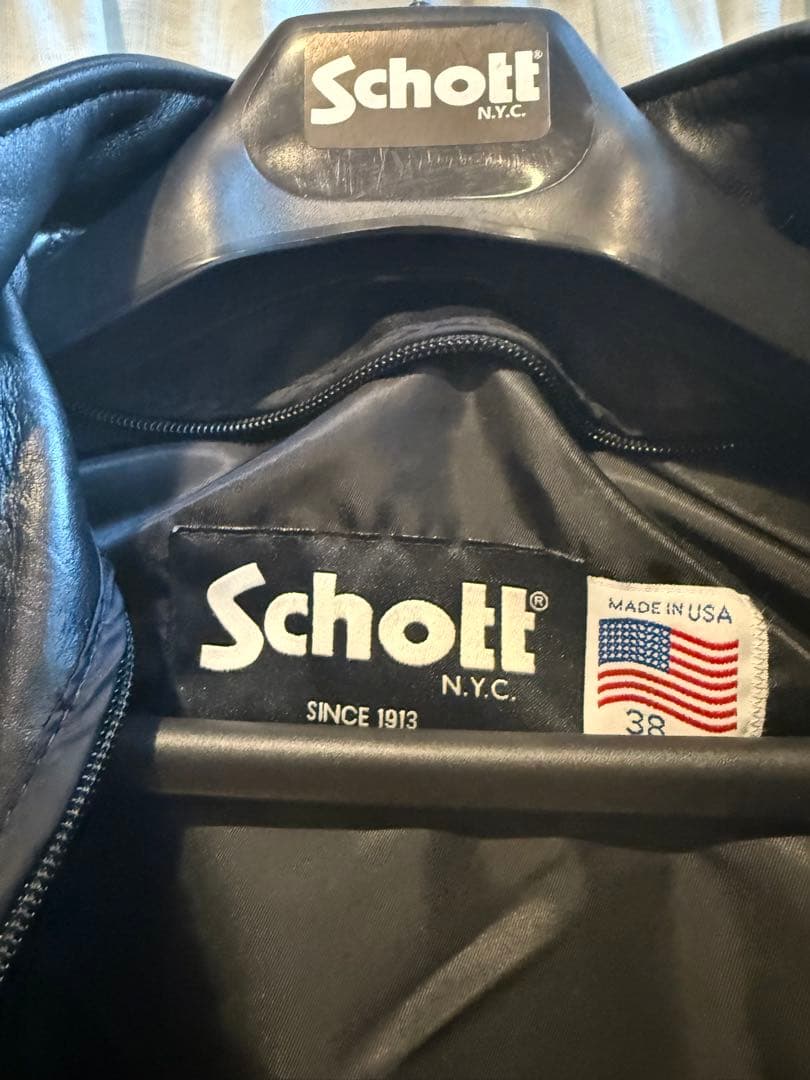 Schott®
N.Y.C.
Schott®
N.Y.C.
SINCE 1913
MADE IN USA
38